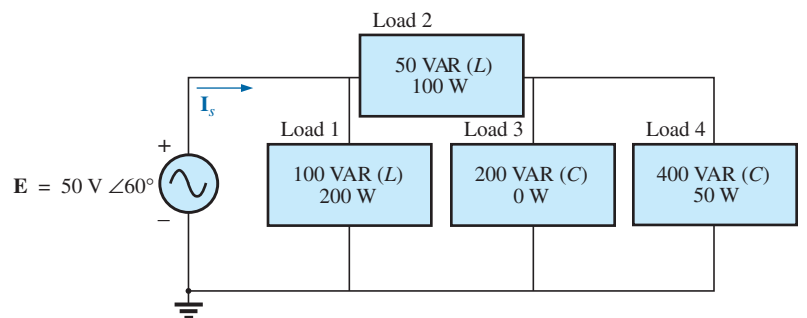 Load 2
50 VAR (L)
100 W
I_s
Load 1
Load 3
Load 4
+
E = 50 V ∠60°
100 VAR (L)
200 W
200 VAR (C)
0 W
400 VAR (C)
50 W
–